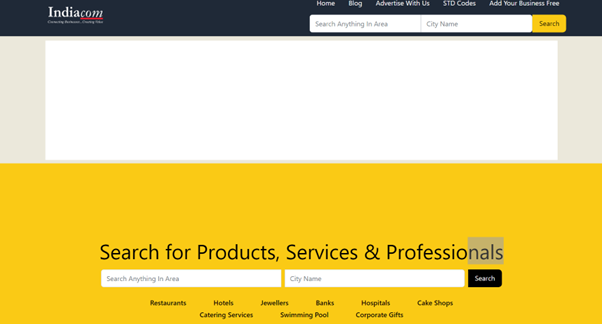 Indiacom
Connecting Businesses... Creating Value
Home Blog Advertise With Us STD Codes Add Your Business Free
Search Anything In Area City Name Search
Search for Products, Services & Professionals
Search Anything In Area City Name Search
Restaurants Hotels Jewellers Banks Hospitals Cake Shops
Catering Services Swimming Pool Corporate Gifts